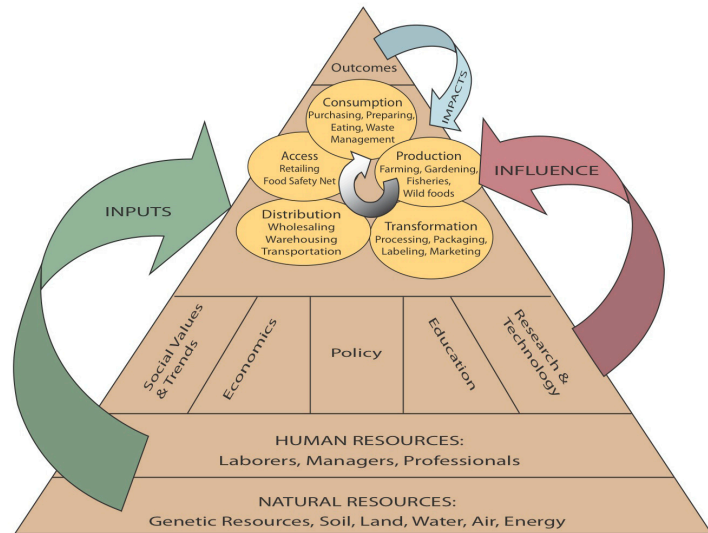 Outcomes
IMPACTS
Consumption
Purchasing, Preparing,
Eating, Waste
Management
Access
Retailing
Food Safety Net
Production
Farming, Gardening,
Fisheries,
Wild foods
INFLUENCE
INPUTS
Distribution
Wholesaling
Warehousing
Transportation
Transformation
Processing, Packaging,
Labeling, Marketing
Social Values
& Trends
Economics
Policy
Education
Research &
Technology
HUMAN RESOURCES:
Laborers, Managers, Professionals
NATURAL RESOURCES:
Genetic Resources, Soil, Land, Water, Air, Energy